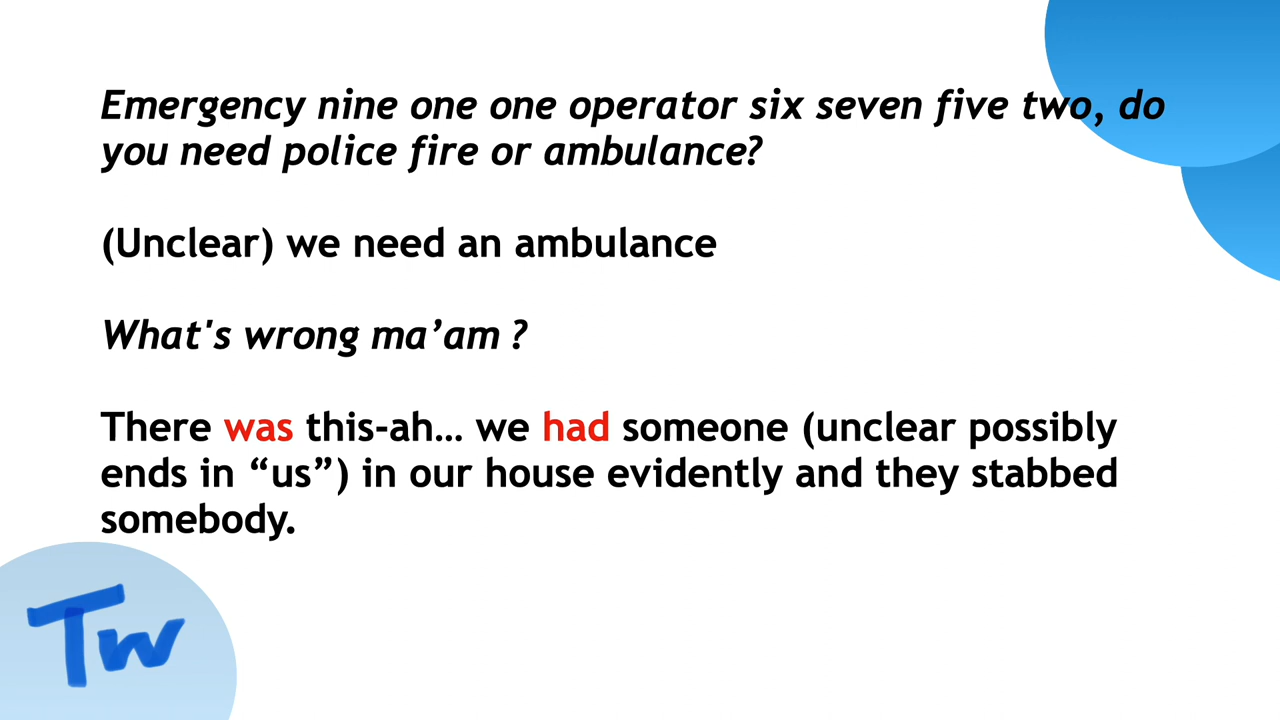 Emergency nine one one operator six seven five two, do
you need police fire or ambulance?
(Unclear) we need an ambulance
What's wrong ma’am ?
There was this-ah… we had someone (unclear possibly
ends in “us”) in our house evidently and they stabbed
somebody.
Tw